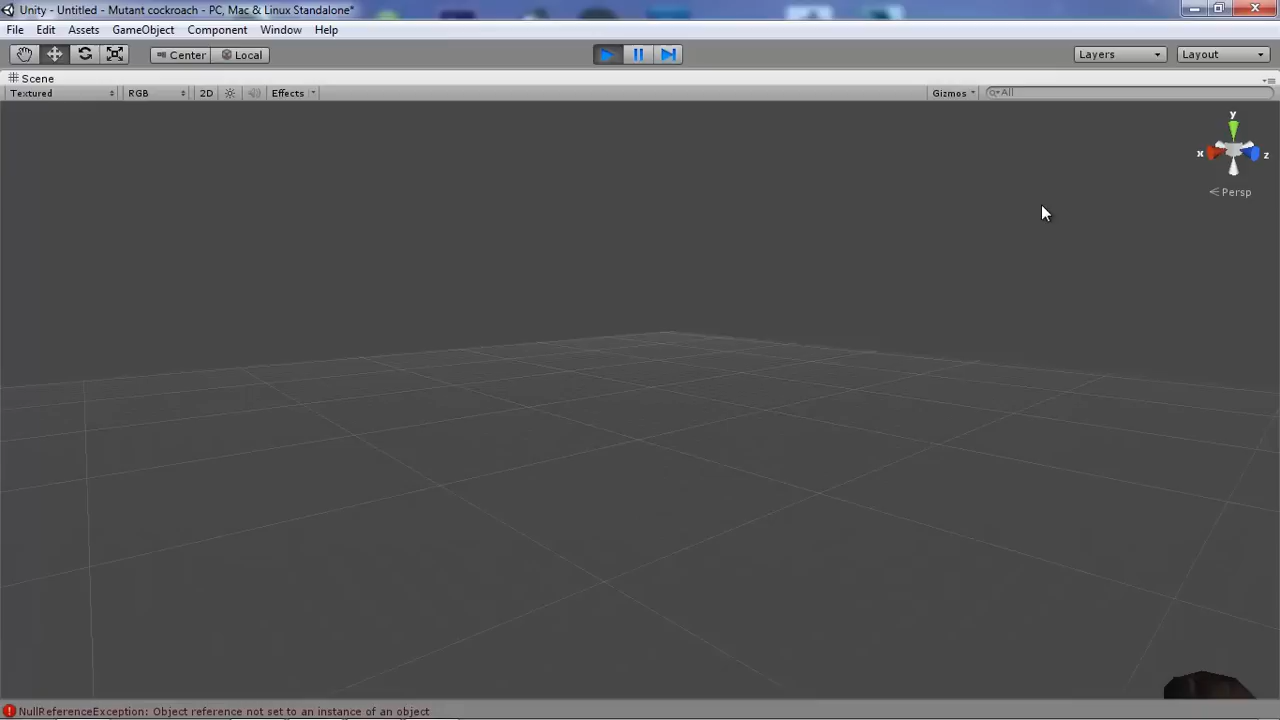 Unity - Untitled - Mutant cockroach - PC, Mac & Linux Standalone*
File Edit Assets GameObject Component Window Help
Center Local Layers Layout
Scene
Textured RGB 2D Effects Gizmos All
y
x z
Persp
NullReferenceException: Object reference not set to an instance of an object